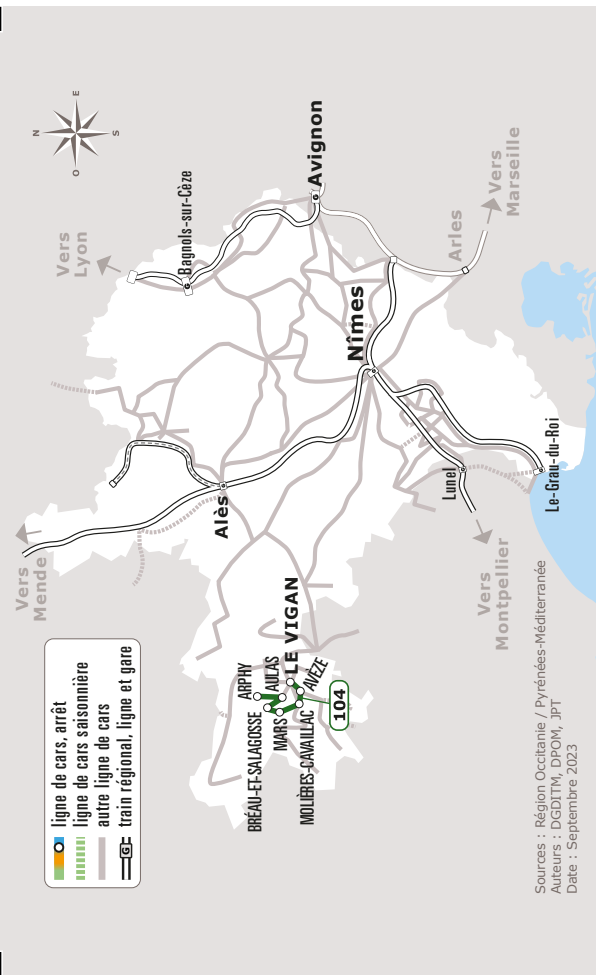 ligne de cars, arrêt
ligne de cars saisonnière
autre ligne de cars
G
train régional, ligne et gare
Vers
Mende
Vers
Lyon
N
O
E
S
Bagnols-sur-Cèze
Avignon
Alès
Nîmes
Arles
Vers
Marseille
ARPHY
AULAS
LE VIGAN
BRÉAU-ET-SALAGOSSE
MARS
AVÈZE
MOLIÈRES-CAVAILLAC
104
Lunel
Le-Grau-du-Roi
Vers
Montpellier
Sources : Région Occitanie / Pyrénées-Méditerranée
Auteurs : DGDITM, DPOM, JPT
Date : Septembre 2023